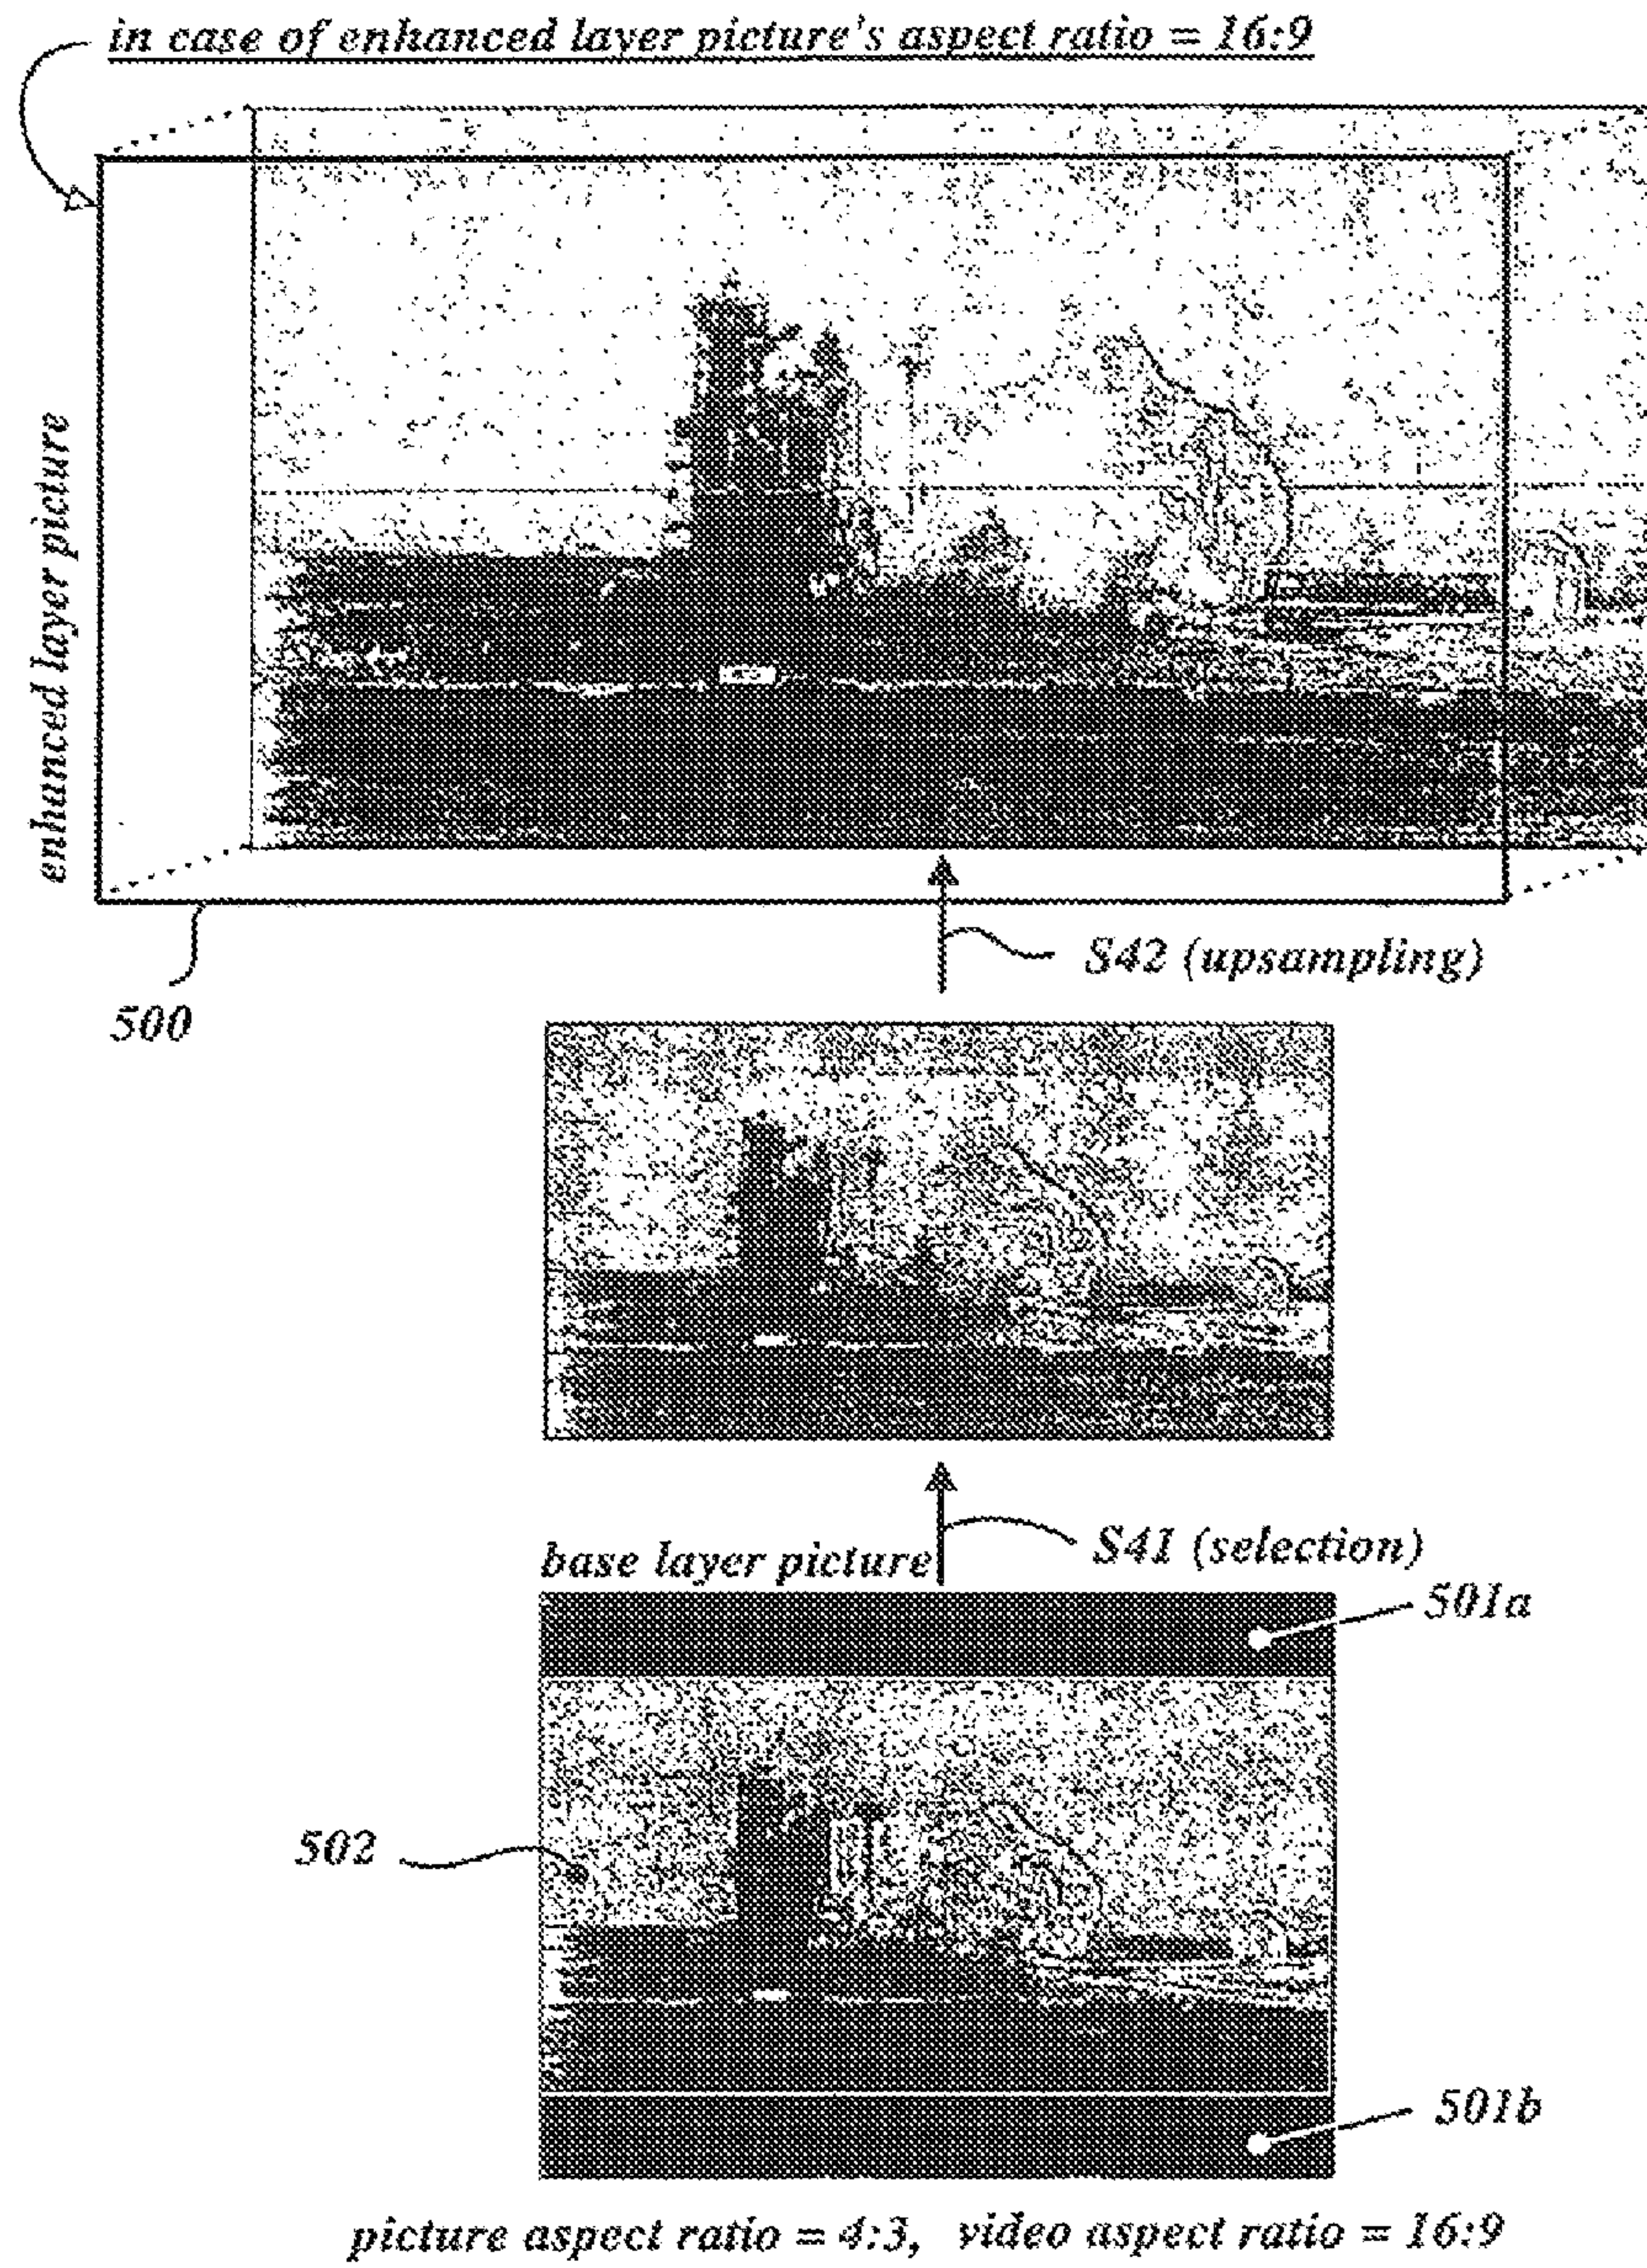 in case of enhanced layer picture's aspect ratio = 16:9
enhanced layer picture
500
S42 (upsampling)
base layer picture
S41 (selection)
501a
502
501b
picture aspect ratio = 4:3, video aspect ratio = 16:9